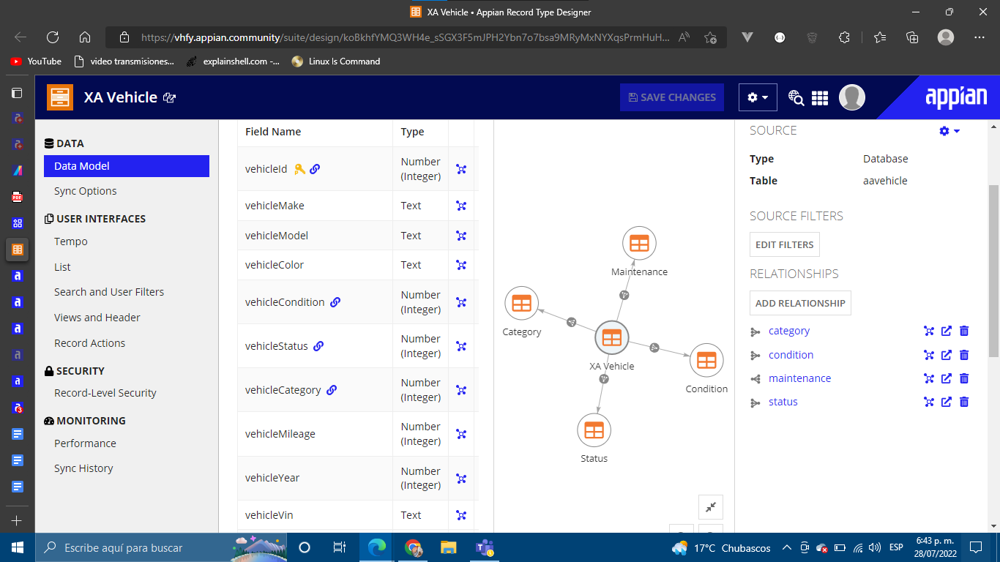 XA Vehicle • Appian Record Type Designer
https://vhfy.appian.community/suite/design/koBkhfYMQ3WH4e_sSGX3F5mJPH2Ybn7o7bsa9MRyMxNYXqsPrmHuH...
YouTube
video transmisiones...
explainshell.com -...
Linux Is Command
XA Vehicle
SAVE CHANGES
appian
DATA
Data Model
Sync Options
USER INTERFACES
Tempo
List
Search and User Filters
Views and Header
Record Actions
SECURITY
Record-Level Security
MONITORING
Performance
Sync History
Field Name Type
vehicleId Number (Integer)
vehicleMake Text
vehicleModel Text
vehicleColor Text
vehicleCondition Number (Integer)
vehicleStatus Number (Integer)
vehicleCategory Number (Integer)
vehicleMileage Number (Integer)
vehicleYear Number (Integer)
vehicleVin Text
Maintenance
Category
XA Vehicle
Condition
Status
SOURCE
Type Database
Table aavehicle
SOURCE FILTERS
EDIT FILTERS
RELATIONSHIPS
ADD RELATIONSHIP
category
condition
maintenance
status
Escribe aquí para buscar
17°C Chubascos
ESP
6:43 p. m.
28/07/2022